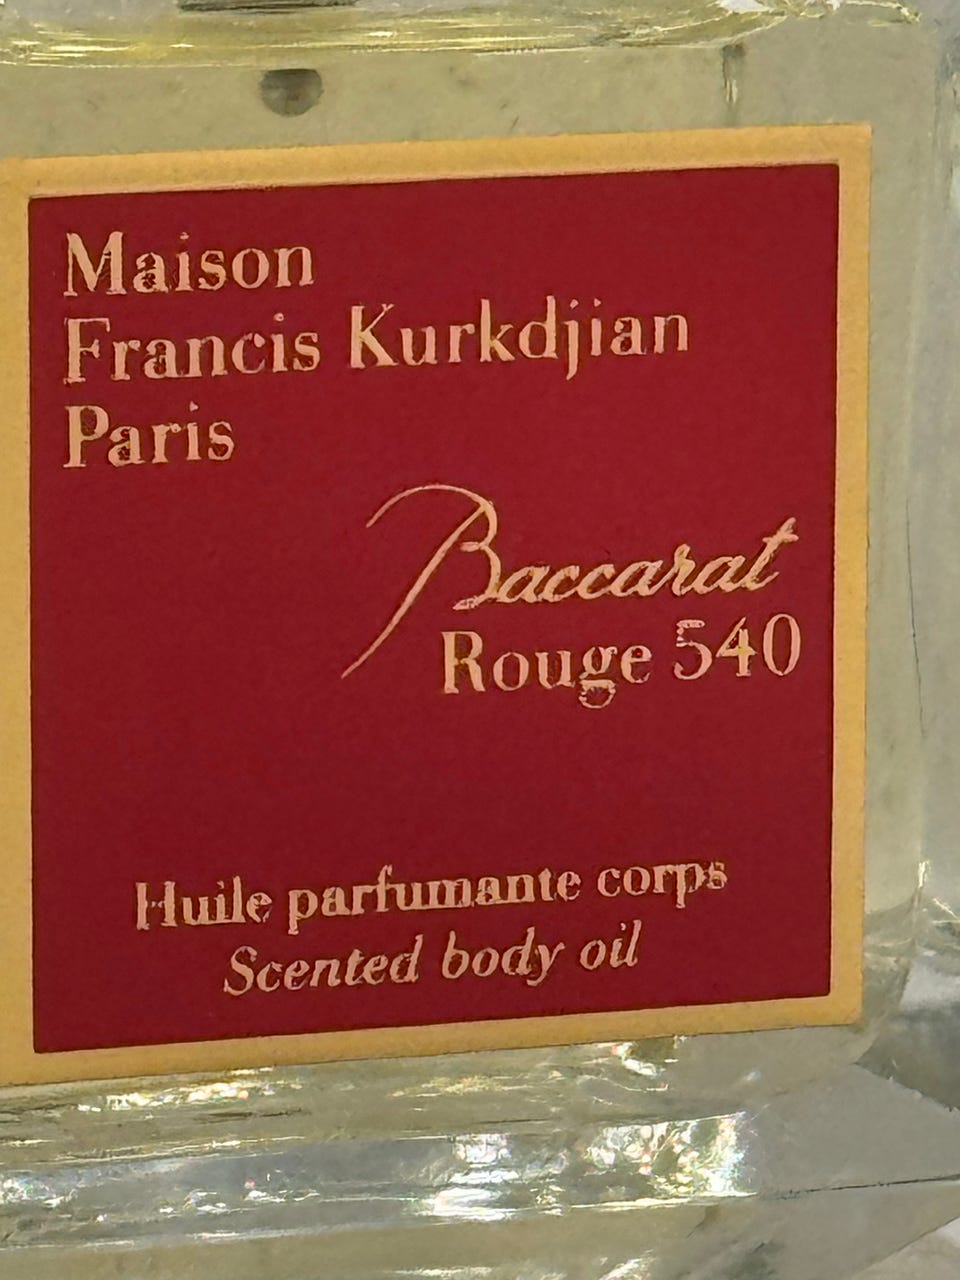 Maison
Francis Kurkdjian
Paris
Baccarat
Rouge 540
Huile parfumante corps
Scented body oil